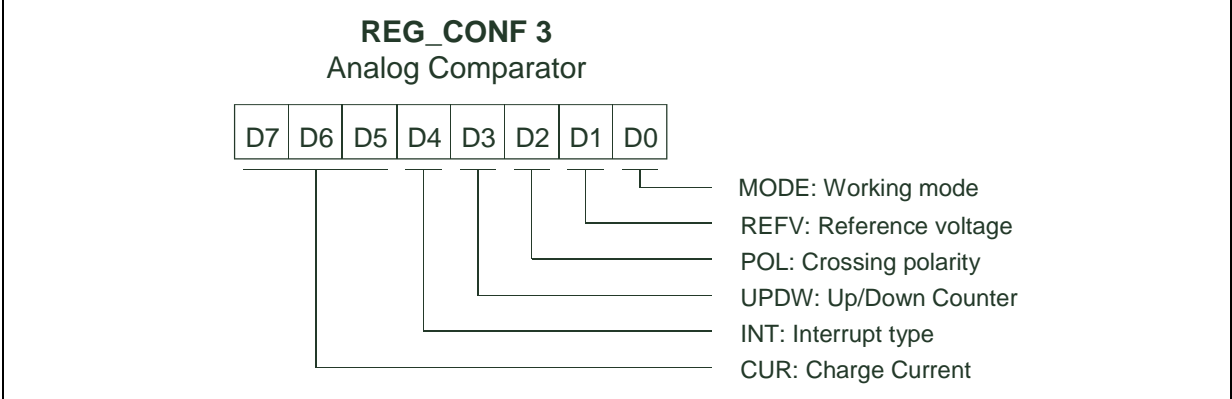 REG_CONF 3
Analog Comparator
D7 D6 D5 D4 D3 D2 D1 D0
MODE: Working mode
REFV: Reference voltage
POL: Crossing polarity
UPDW: Up/Down Counter
INT: Interrupt type
CUR: Charge Current